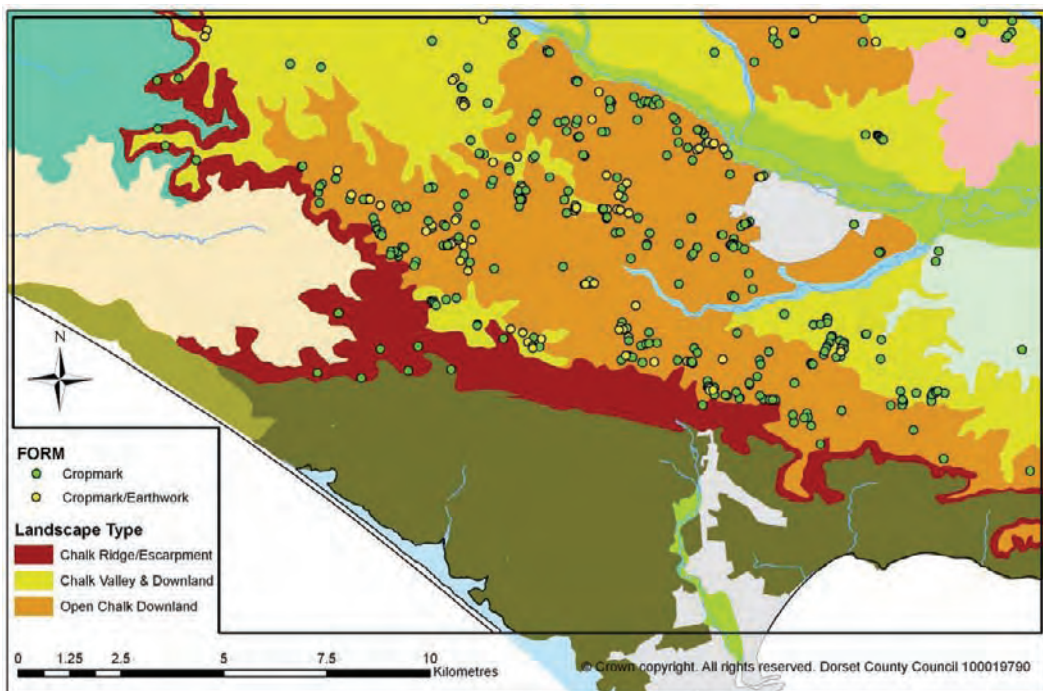 N
FORM
Cropmark
Cropmark/Earthwork
Landscape Type
Chalk Ridge/Escarpment
Chalk Valley & Downland
Open Chalk Downland
0 1.25 2.5 5 7.5 10
Kilometres
© Crown copyright. All rights reserved. Dorset County Council 100019790